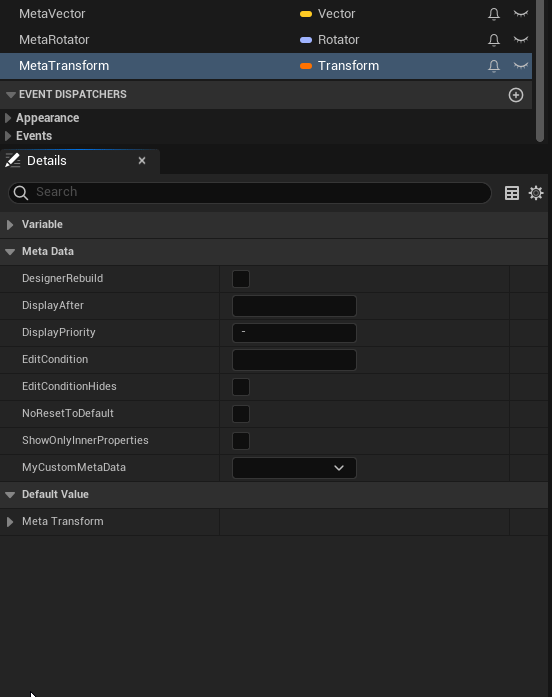 MetaVector Vector
MetaRotator Rotator
MetaTransform Transform
EVENT DISPATCHERS
Appearance
Events
Details ×
Search
Variable
Meta Data
DesignerRebuild
DisplayAfter
DisplayPriority -
EditCondition
EditConditionHides
NoResetToDefault
ShowOnlyInnerProperties
MyCustomMetaData
Default Value
Meta Transform